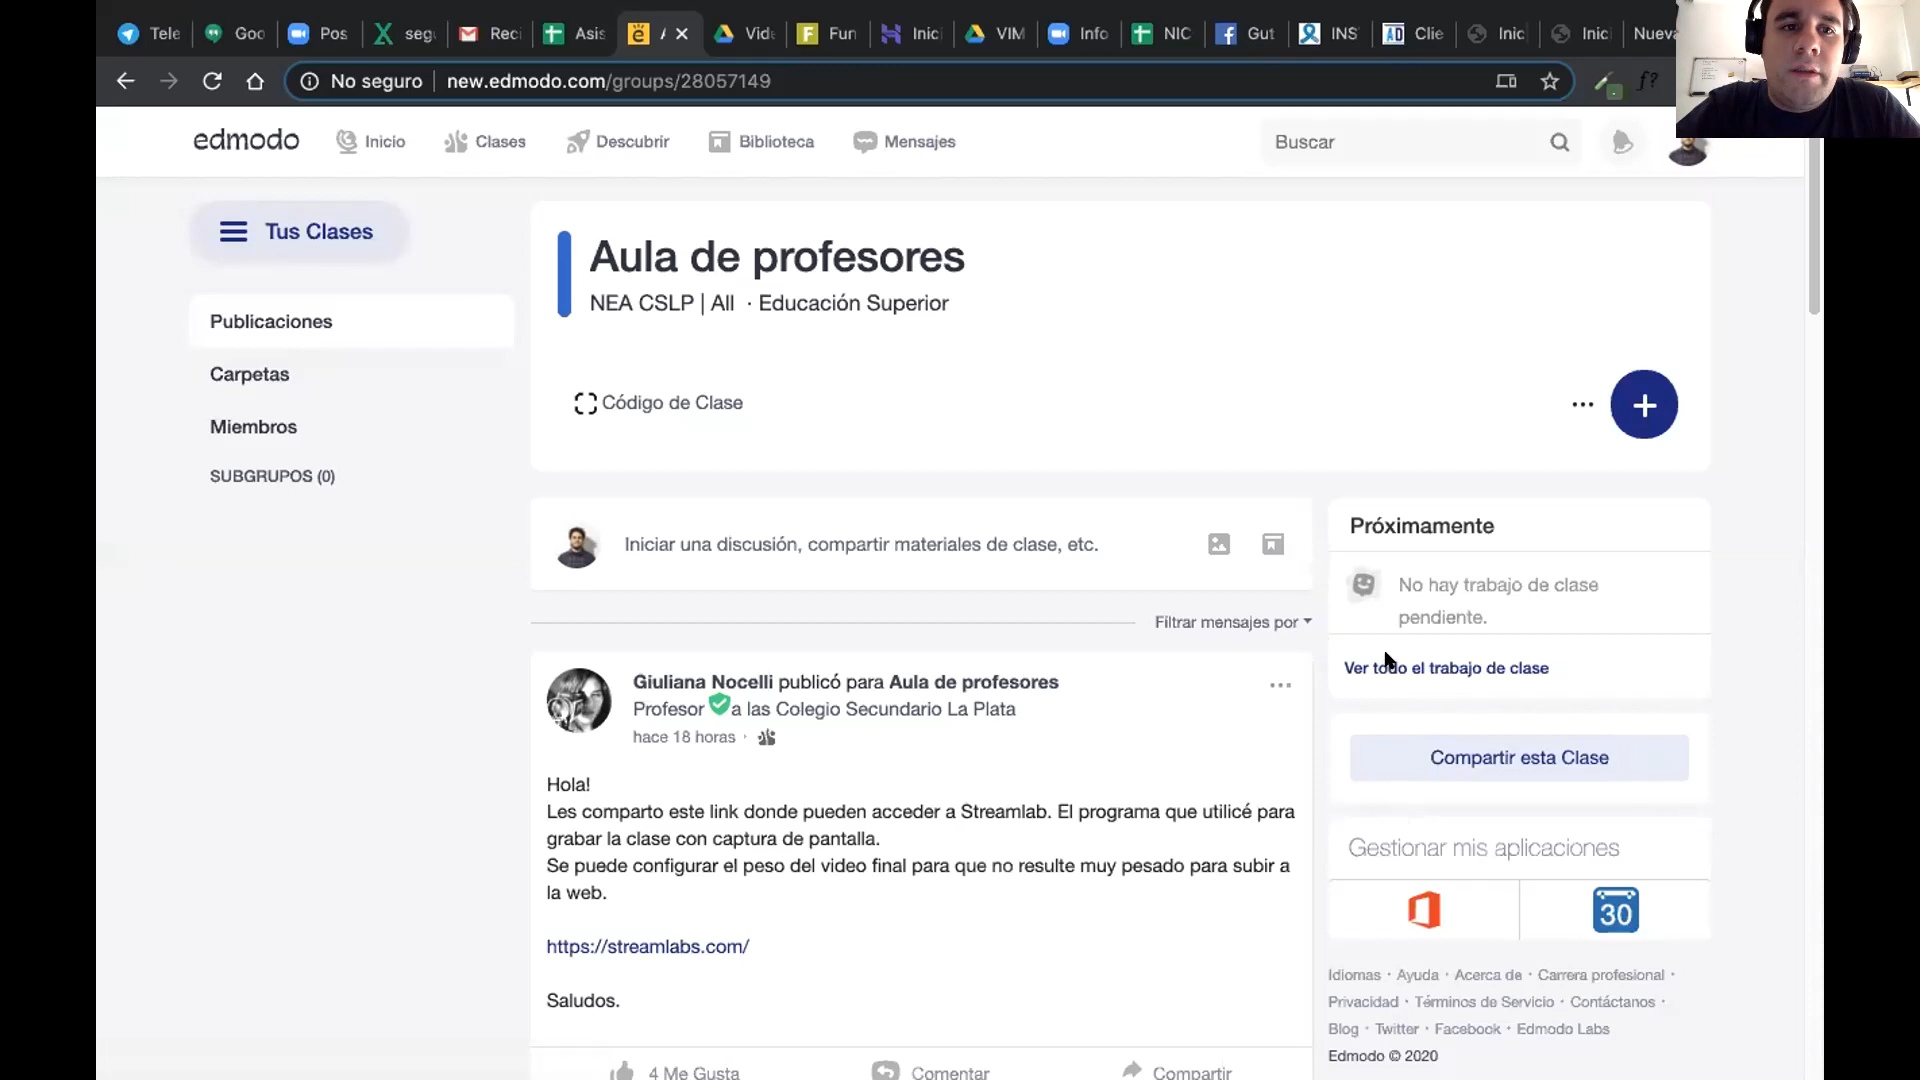 Tele
Goo
Pos
segu
Reci
Asis
Vide
Fun
Inici
VIM
Info
NIC
Gut
INS
AD Clie
Inic
Inic
Nueva
No seguro
new.edmodo.com/groups/28057149
f?
edmodo
Inicio
Clases
Descubrir
Biblioteca
Mensajes
Buscar
Tus Clases
Publicaciones
Carpetas
Miembros
SUBGRUPOS (0)
Aula de profesores
NEA CSLP | All · Educación Superior
Código de Clase
Iniciar una discusión, compartir materiales de clase, etc.
Filtrar mensajes por
Giuliana Nocelli publicó para Aula de profesores
Profesor a las Colegio Secundario La Plata
hace 18 horas ·
Hola!
Les comparto este link donde pueden acceder a Streamlab. El programa que utilicé para
grabar la clase con captura de pantalla.
Se puede configurar el peso del video final para que no resulte muy pesado para subir a
la web.
https://streamlabs.com/
Saludos.
4 Me Gusta
Comentar
Compartir
Próximamente
No hay trabajo de clase
pendiente.
Ver todo el trabajo de clase
Compartir esta Clase
Gestionar mis aplicaciones
30
Idiomas · Ayuda · Acerca de · Carrera profesional ·
Privacidad · Términos de Servicio · Contáctanos ·
Blog · Twitter · Facebook · Edmodo Labs
Edmodo © 2020